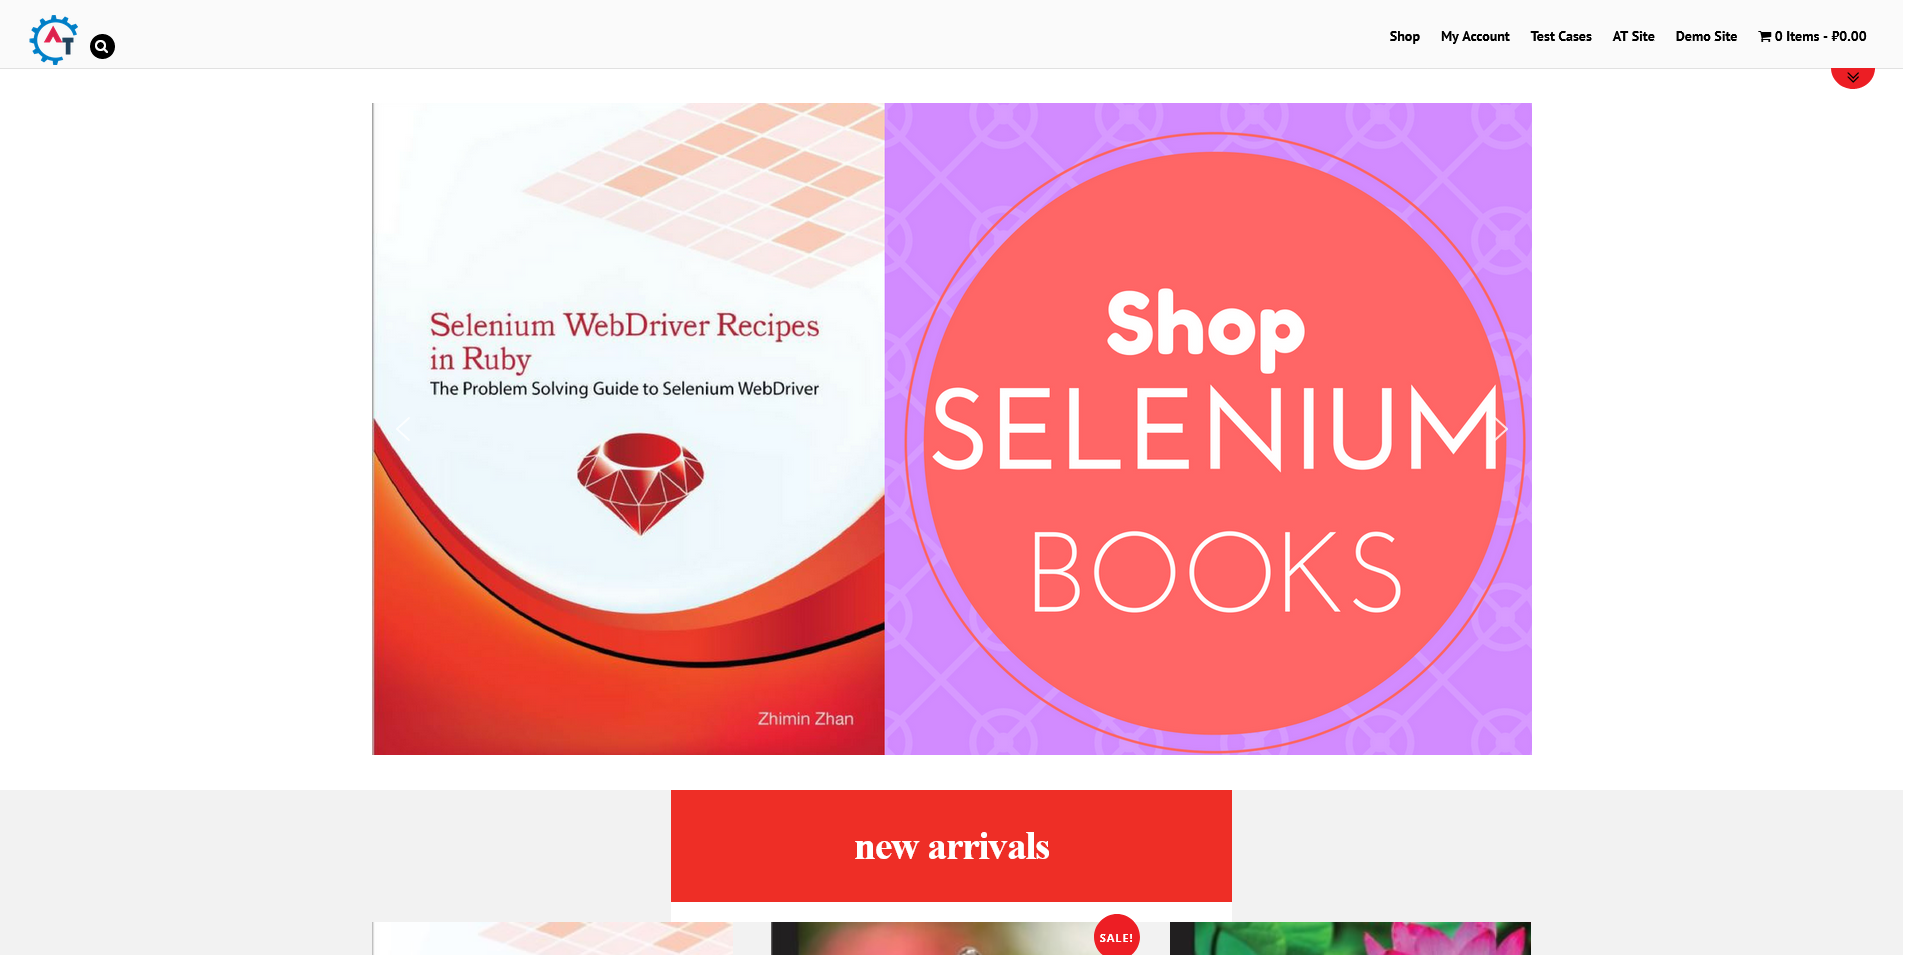 AT
Shop My Account Test Cases AT Site Demo Site 0 Items - ₽0.00
Selenium WebDriver Recipes
in Ruby
The Problem Solving Guide to Selenium WebDriver
Zhimin Zhan
Shop
SELENIUM
BOOKS
new arrivals
SALE!